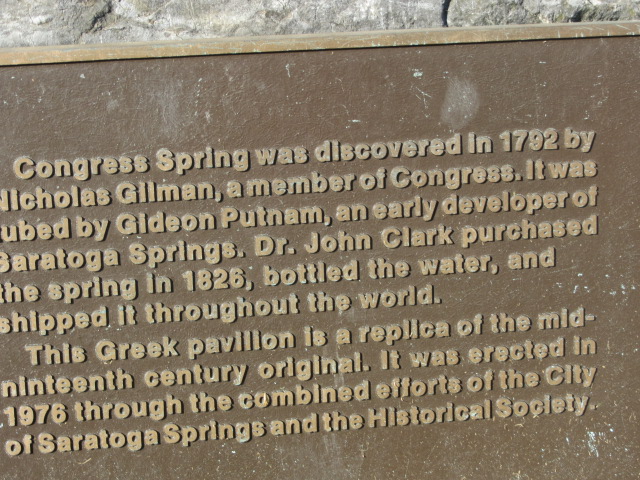 Congress Spring was discovered in 1792 by
Nicholas Gilman, a member of Congress. It was
tubed by Gideon Putnam, an early developer of
Saratoga Springs. Dr. John Clark purchased
the spring in 1826, bottled the water, and
shipped it throughout the world.
This Greek pavilion is a replica of the mid-
ninteenth century original. It was erected in
1976 through the combined efforts of the City
of Saratoga Springs and the Historical Society.